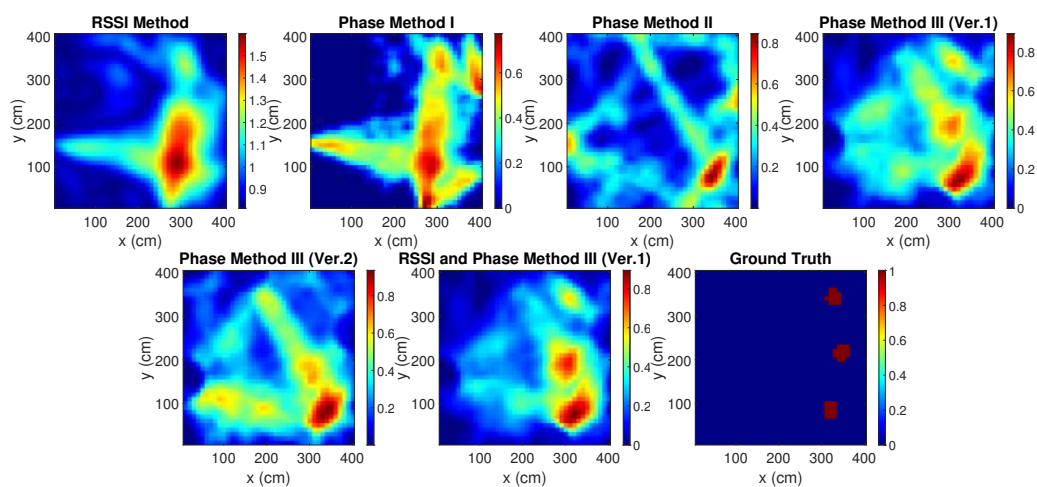 RSSI Method
400
300
200
100
y (cm)
100 200 300 400
x (cm)
1.5
1.4
1.3
1.2
1.1
1
0.9
Phase Method I
400
300
200
100
y (cm)
100 200 300 400
x (cm)
0.6
0.4
0.2
0
Phase Method II
400
300
200
100
y (cm)
100 200 300 400
x (cm)
0.8
0.6
0.4
0.2
Phase Method III (Ver.1)
400
300
200
100
y (cm)
100 200 300 400
x (cm)
0.8
0.6
0.4
0.2
0
Phase Method III (Ver.2)
400
300
200
100
y (cm)
100 200 300 400
x (cm)
0.8
0.6
0.4
0.2
RSSI and Phase Method III (Ver.1)
400
300
200
100
y (cm)
100 200 300 400
x (cm)
0.8
0.6
0.4
0.2
0
Ground Truth
400
300
200
100
y (cm)
100 200 300 400
x (cm)
1
0.8
0.6
0.4
0.2
0